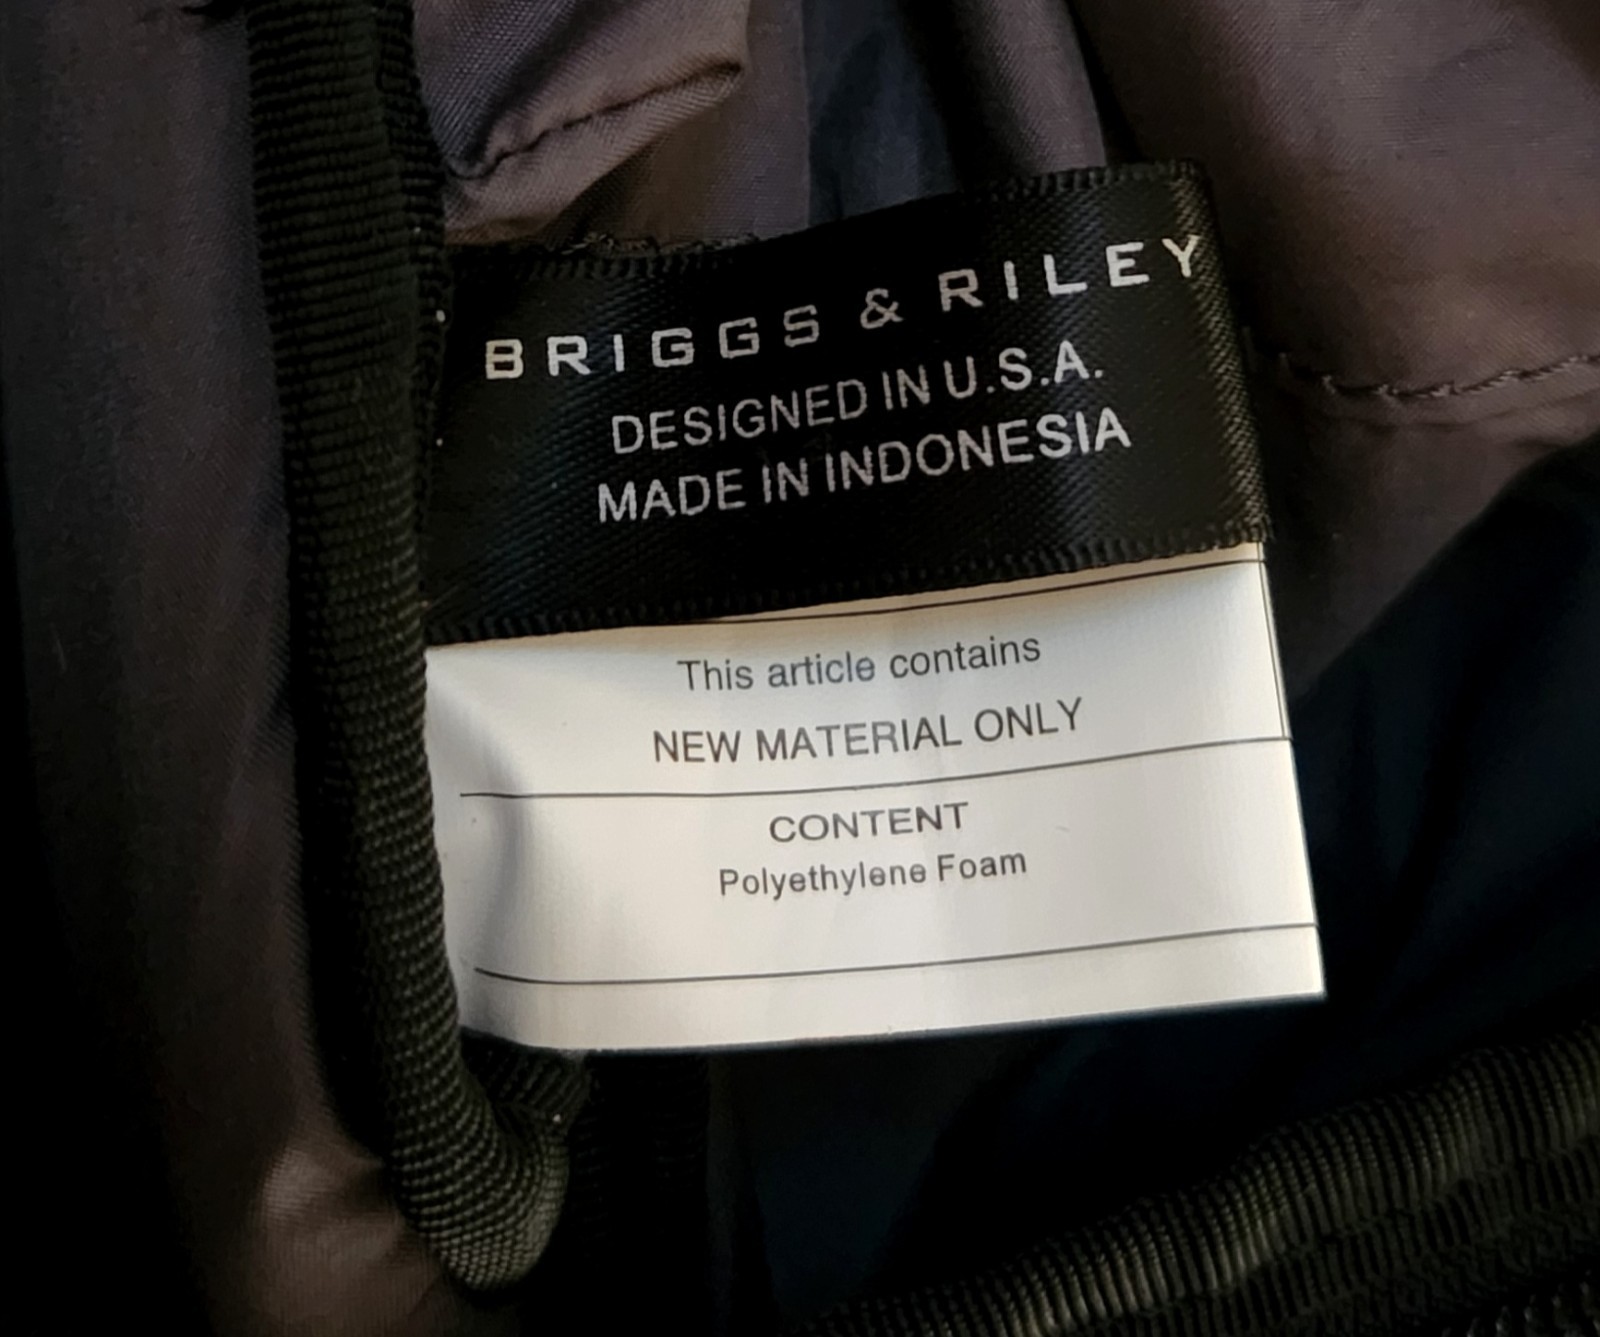 BRIGGS & RILEY
DESIGNED IN U.S.A.
MADE IN INDONESIA
This article contains
NEW MATERIAL ONLY
CONTENT
Polyethylene Foam